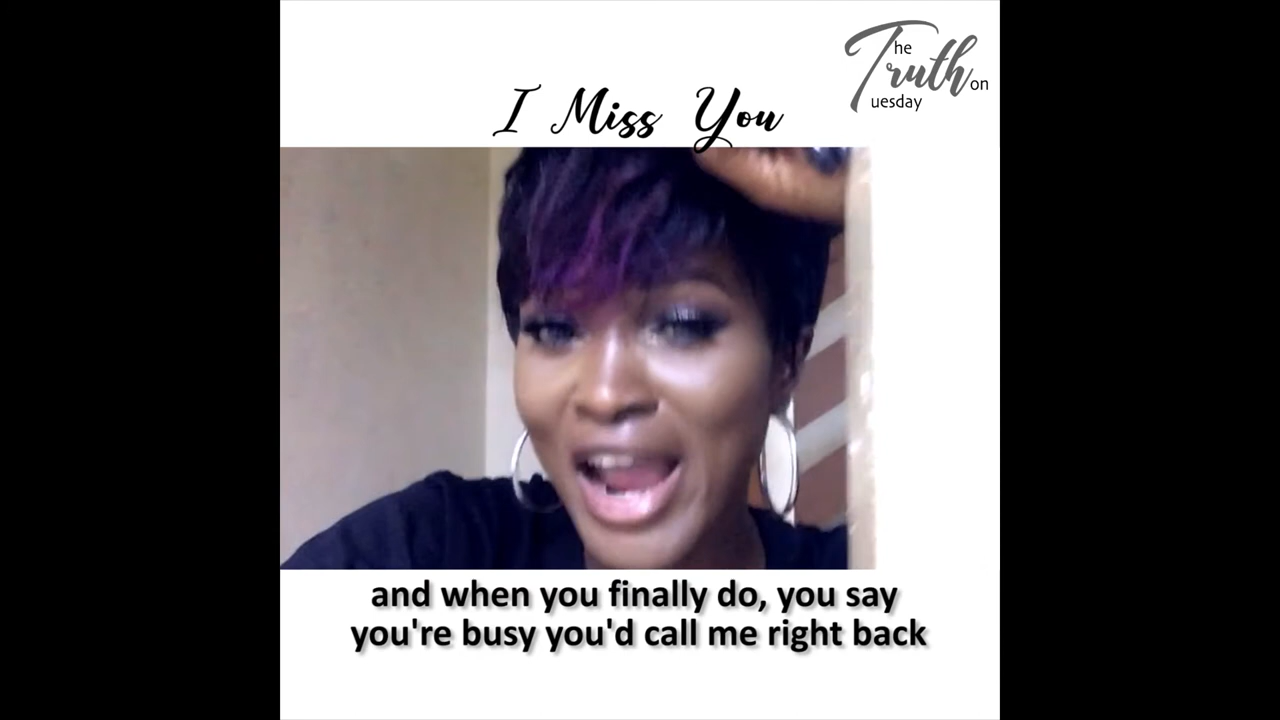 The
Truth on
Tuesday
I Miss You
and when you finally do, you say
you're busy you'd call me right back